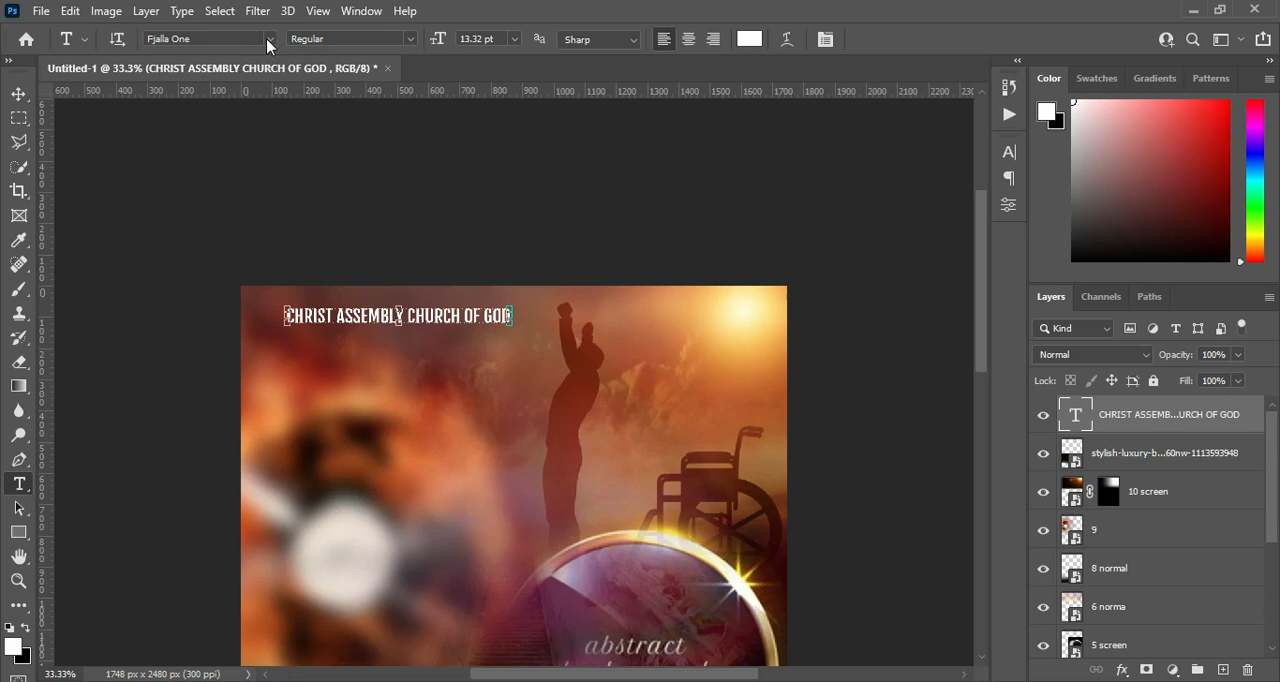 Ps File Edit Image Layer Type Select Filter 3D View Window Help
T Fjalla One Regular 13.32 pt aa Sharp
Untitled-1 @ 33.3% (CHRIST ASSEMBLY CHURCH OF GOD , RGB/8) * ×
600 500 400 300 200 100 0 100 200 300 400 500 600 700 800 900 1000 1100 1200 1300 1400 1500 1600 1700 1800 1900 2000 2100 2200
Color Swatches Gradients Patterns
CHRIST ASSEMBLY CHURCH OF GOD
abstract
Layers Channels Paths
Kind
Normal Opacity: 100%
Lock: Fill: 100%
T CHRIST ASSEMB...URCH OF GOD
stylish-luxury-b...60nw-1113593948
10 screen
9
8 normal
6 norma
5 screen
33.33% 1748 px x 2480 px (300 ppi)